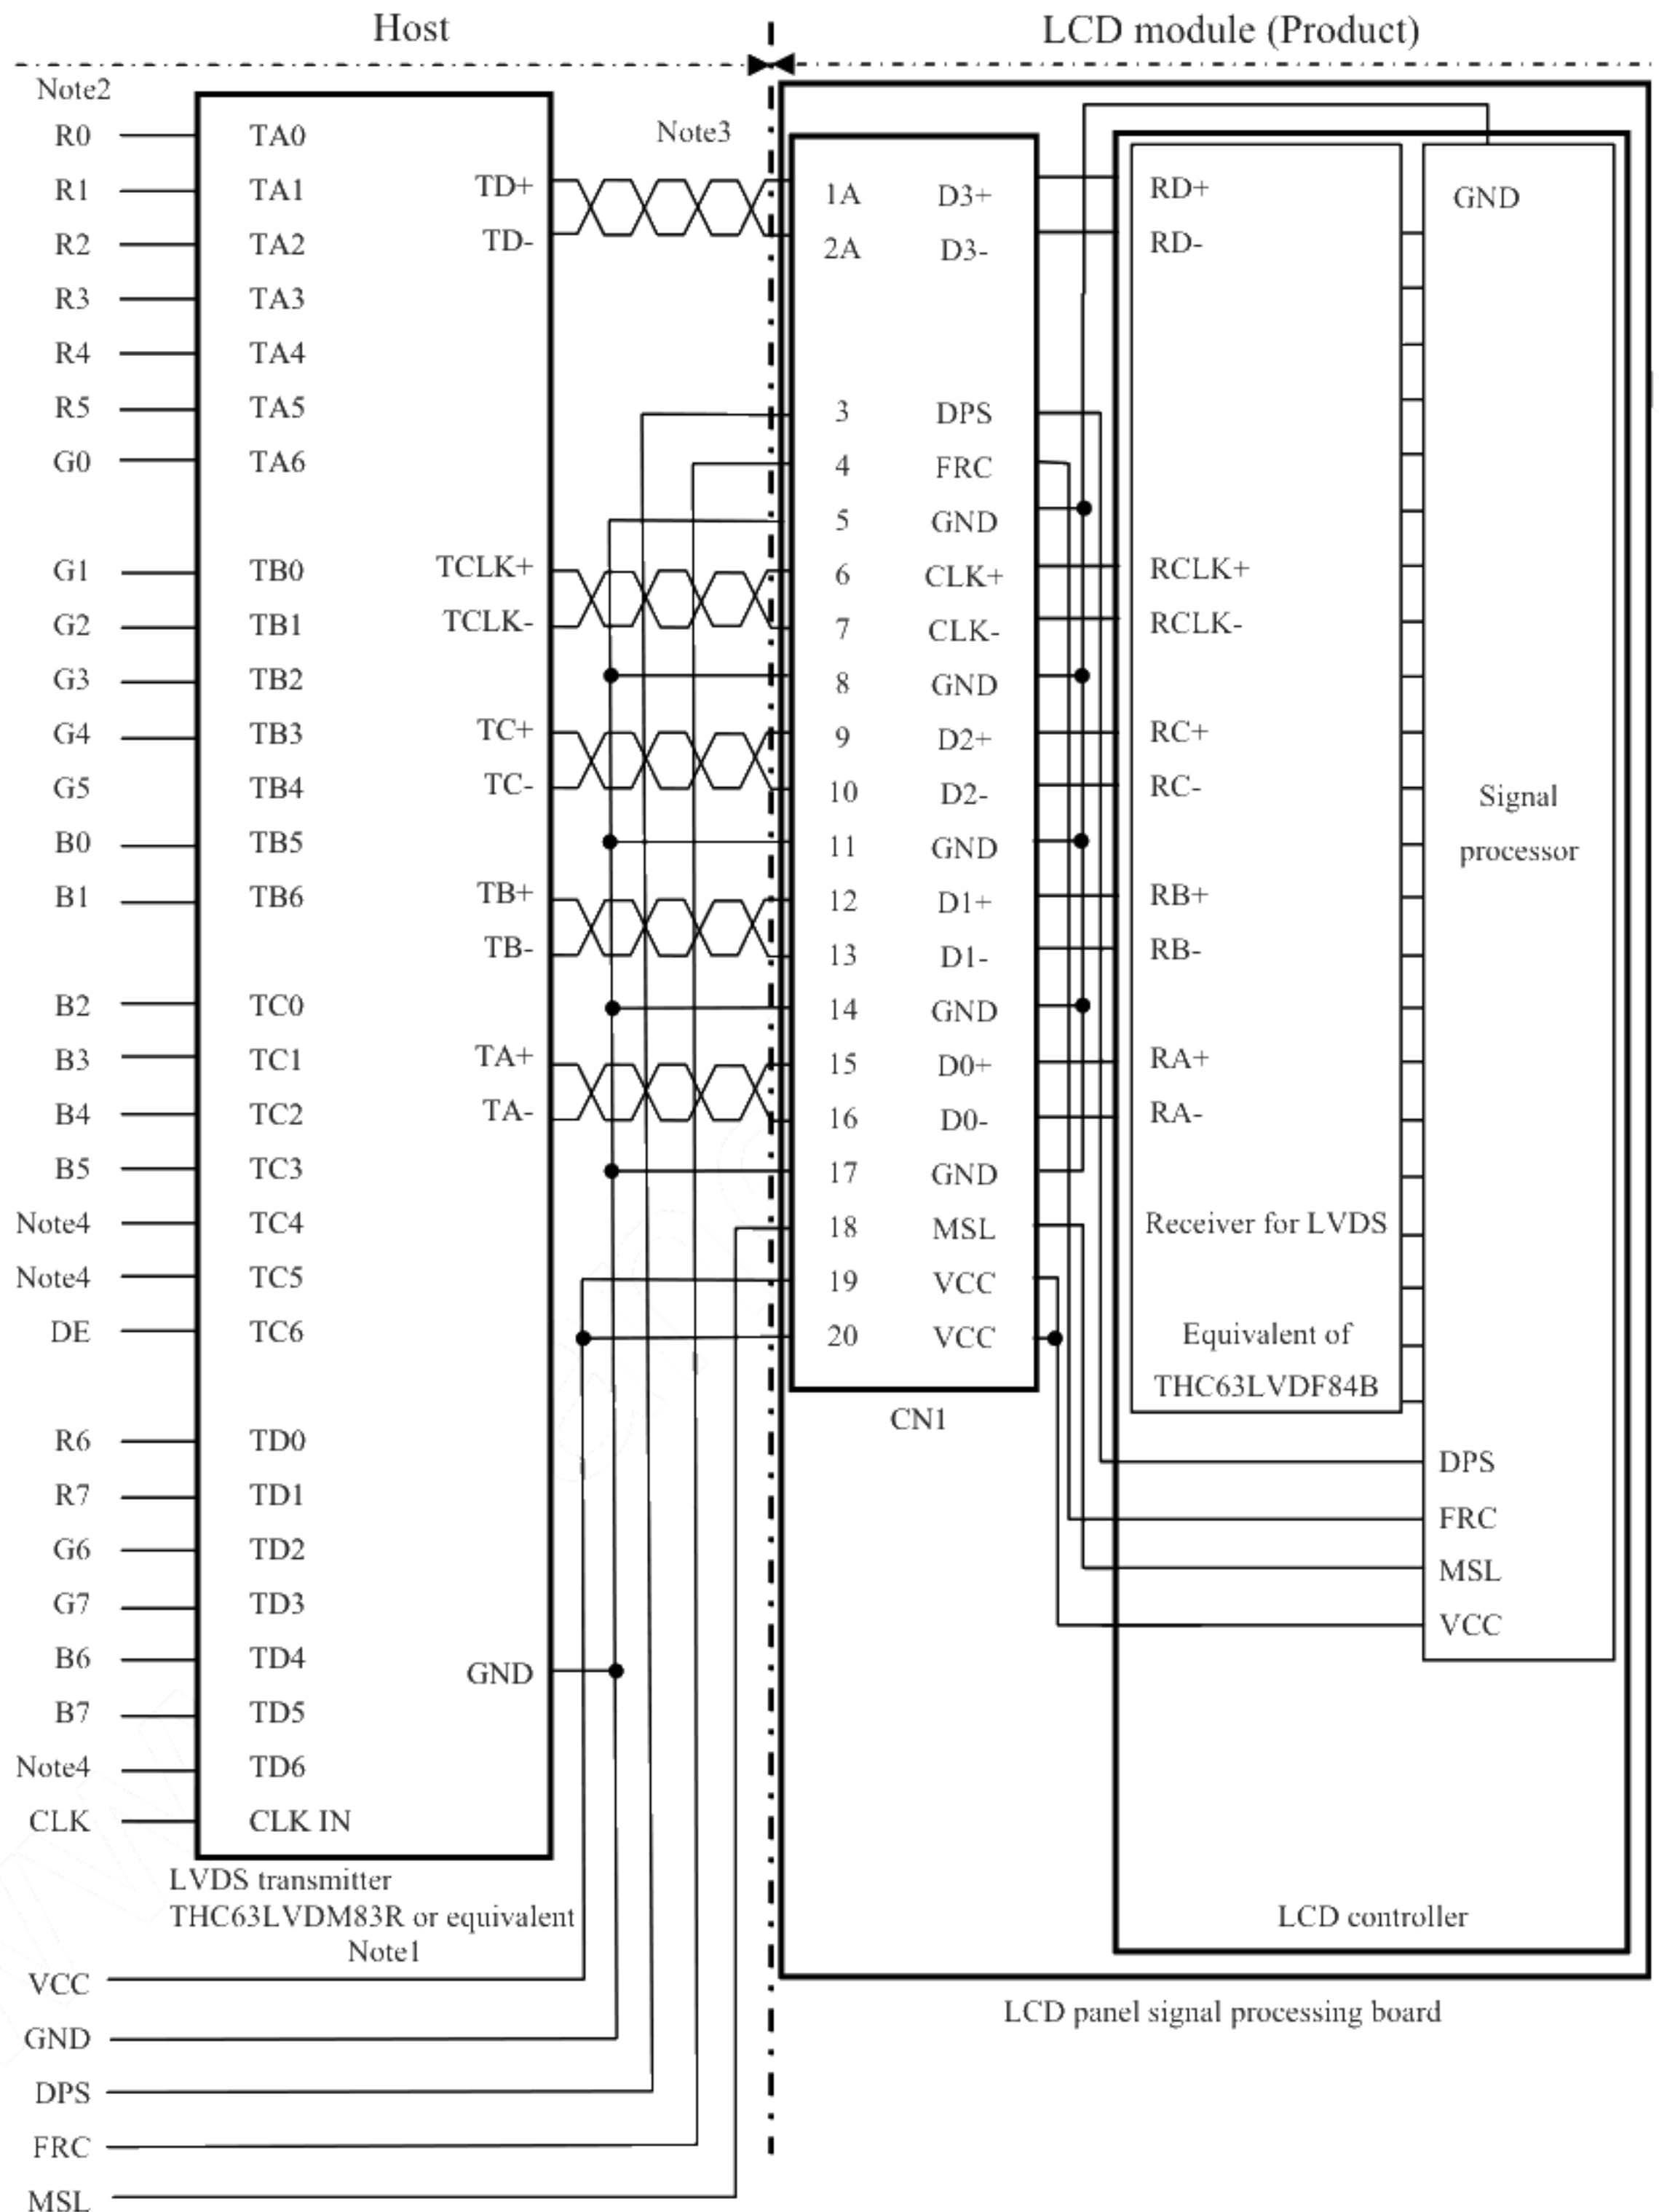 Host
LCD module (Product)
Note2
Note3
R0 TA0
R1 TA1
R2 TA2
R3 TA3
R4 TA4
R5 TA5
G0 TA6
G1 TB0
G2 TB1
G3 TB2
G4 TB3
G5 TB4
B0 TB5
B1 TB6
B2 TC0
B3 TC1
B4 TC2
B5 TC3
Note4 TC4
Note4 TC5
DE TC6
R6 TD0
R7 TD1
G6 TD2
G7 TD3
B6 TD4
B7 TD5
Note4 TD6
CLK CLK IN
TD+
TD-
TCLK+
TCLK-
TC+
TC-
TB+
TB-
TA+
TA-
GND
LVDS transmitter
THC63LVDM83R or equivalent
Note1
VCC
GND
DPS
FRC
MSL
1A D3+
2A D3-
3 DPS
4 FRC
5 GND
6 CLK+
7 CLK-
8 GND
9 D2+
10 D2-
11 GND
12 D1+
13 D1-
14 GND
15 D0+
16 D0-
17 GND
18 MSL
19 VCC
20 VCC
CN1
RD+
RD-
RCLK+
RCLK-
RC+
RC-
RB+
RB-
RA+
RA-
Receiver for LVDS
Equivalent of
THC63LVDF84B
GND
Signal
processor
DPS
FRC
MSL
VCC
LCD controller
LCD panel signal processing board